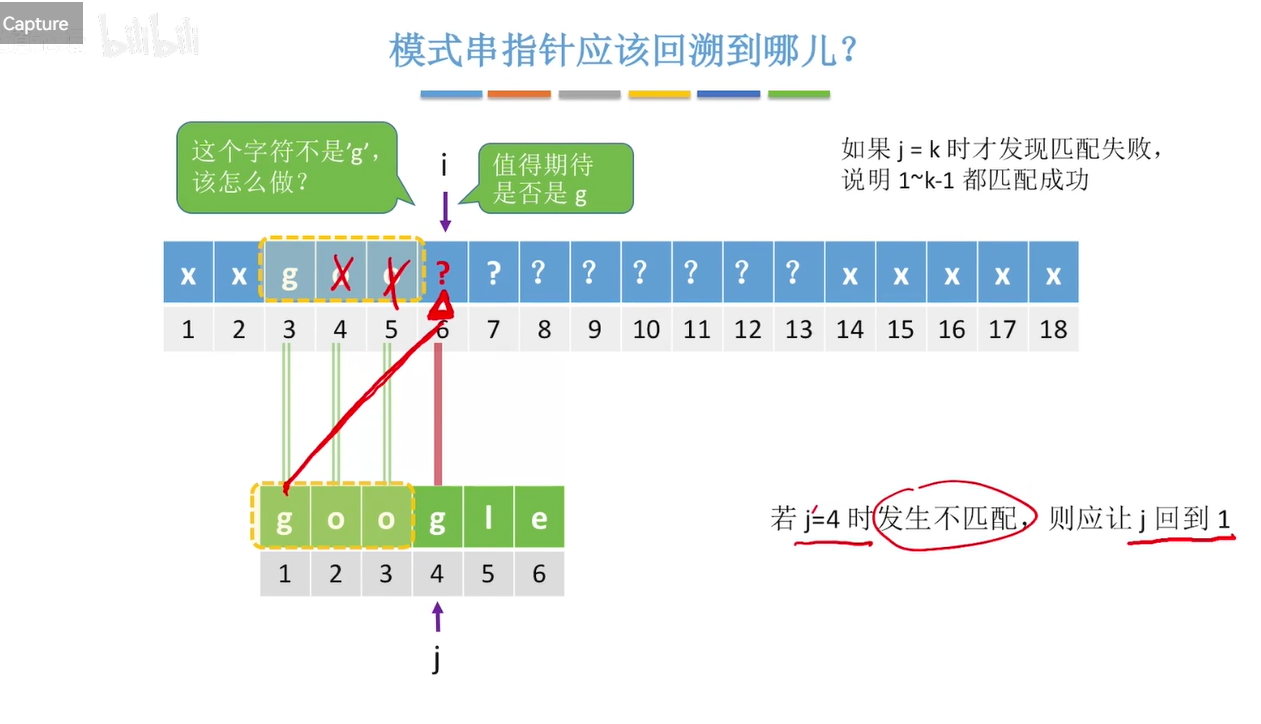 Capture
bilibili
模式串指针应该回溯到哪儿？
这个字符不是’g’，
该怎么做？
i
值得期待
是否是 g
如果 j = k 时才发现匹配失败，
说明 1~k-1 都匹配成功
x x g o o ? ? ? ? ? ? ? ? x x x x x
1 2 3 4 5 6 7 8 9 10 11 12 13 14 15 16 17 18
g o o g l e
若 j=4 时发生不匹配，则应让 j 回到 1
1 2 3 4 5 6
j